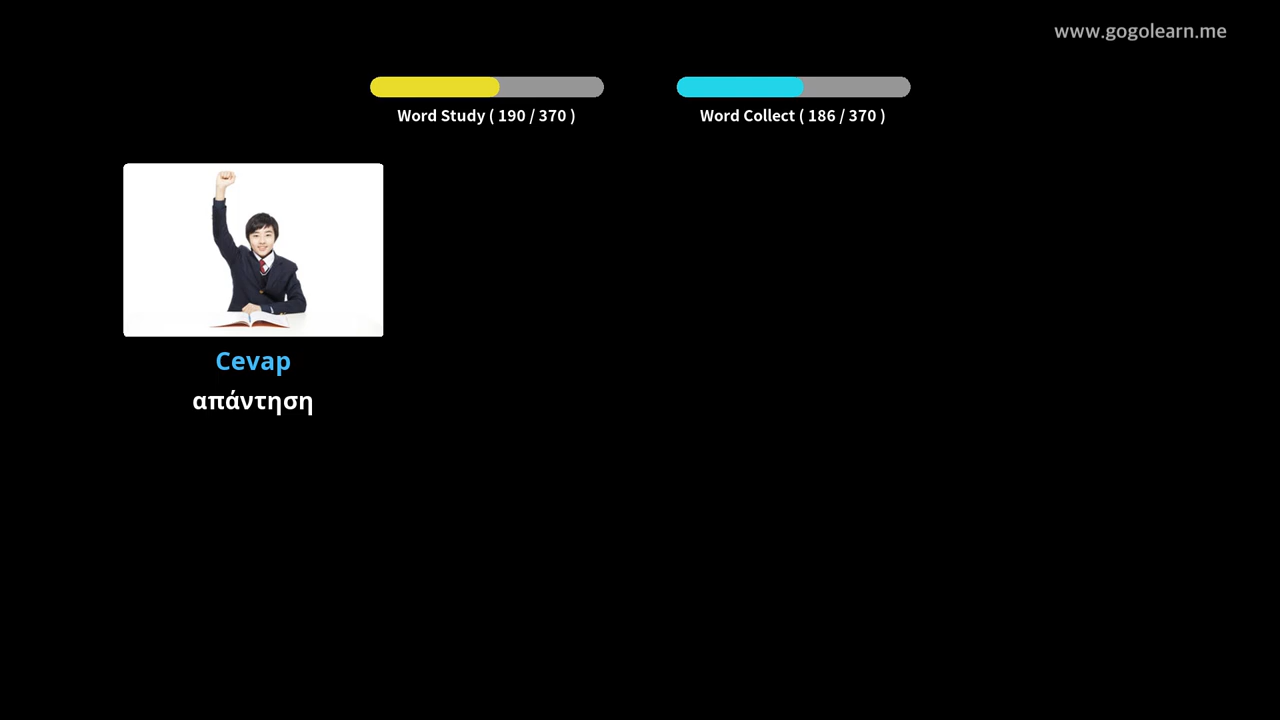 www.gogolearn.me
Word Study ( 190 / 370 )
Word Collect ( 186 / 370 )
Cevap
απάντηση